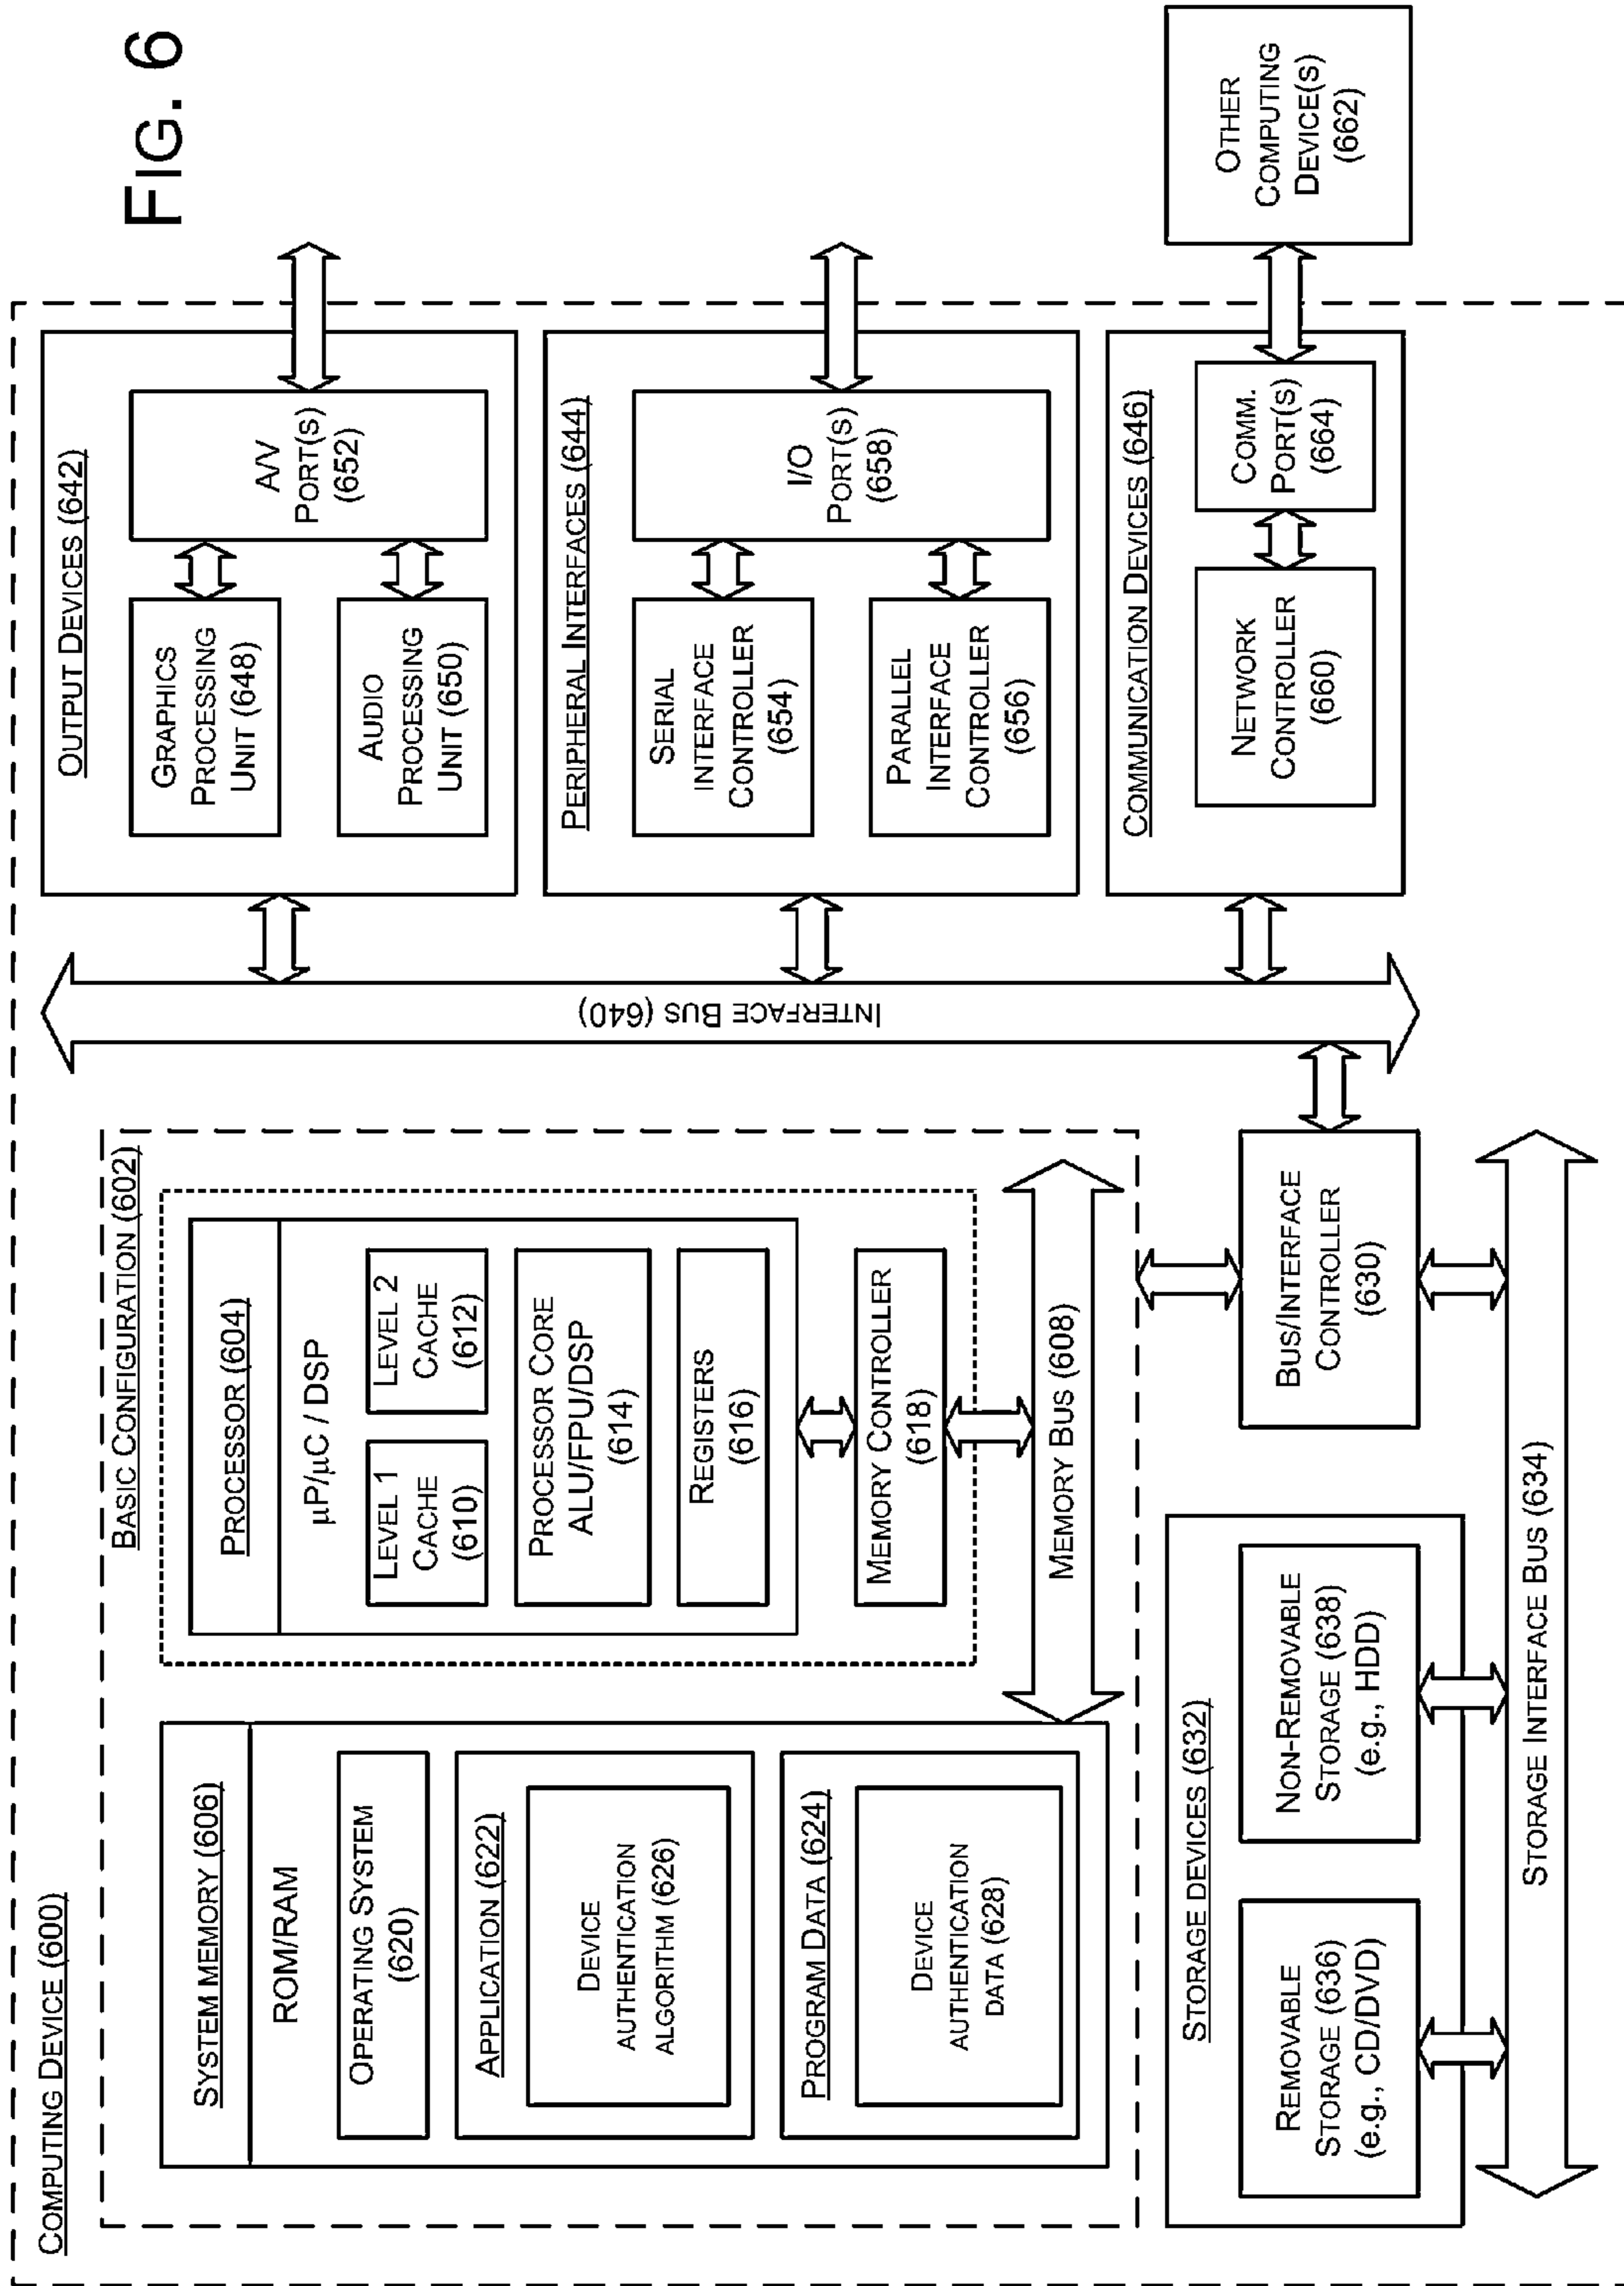 FIG. 6
COMPUTING DEVICE (600)
BASIC CONFIGURATION (602)
SYSTEM MEMORY (606)
ROM/RAM
OPERATING SYSTEM
(620)
APPLICATION (622)
DEVICE
AUTHENTICATION
ALGORITHM (626)
PROGRAM DATA (624)
DEVICE
AUTHENTICATION
DATA (628)
PROCESSOR (604)
µP/µC / DSP
LEVEL 1
CACHE
(610)
LEVEL 2
CACHE
(612)
PROCESSOR CORE
ALU/FPU/DSP
(614)
REGISTERS
(616)
MEMORY CONTROLLER
(618)
MEMORY BUS (608)
BUS/INTERFACE
CONTROLLER
(630)
STORAGE DEVICES (632)
REMOVABLE
STORAGE (636)
(e.g., CD/DVD)
NON-REMOVABLE
STORAGE (638)
(e.g., HDD)
STORAGE INTERFACE BUS (634)
INTERFACE BUS (640)
OUTPUT DEVICES (642)
GRAPHICS
PROCESSING
UNIT (648)
AUDIO
PROCESSING
UNIT (650)
A/V
PORT(S)
(652)
PERIPHERAL INTERFACES (644)
SERIAL
INTERFACE
CONTROLLER
(654)
PARALLEL
INTERFACE
CONTROLLER
(656)
I/O
PORT(S)
(658)
COMMUNICATION DEVICES (646)
NETWORK
CONTROLLER
(660)
COMM.
PORT(S)
(664)
OTHER
COMPUTING
DEVICE(S)
(662)